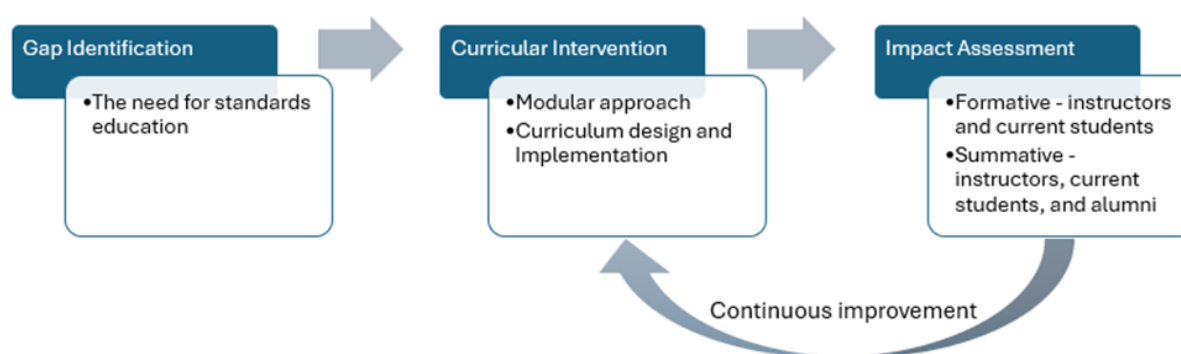 Gap Identification
•The need for standards
education
Curricular Intervention
•Modular approach
•Curriculum design and
Implementation
Impact Assessment
•Formative - instructors
and current students
•Summative -
instructors, current
students, and alumni
Continuous improvement